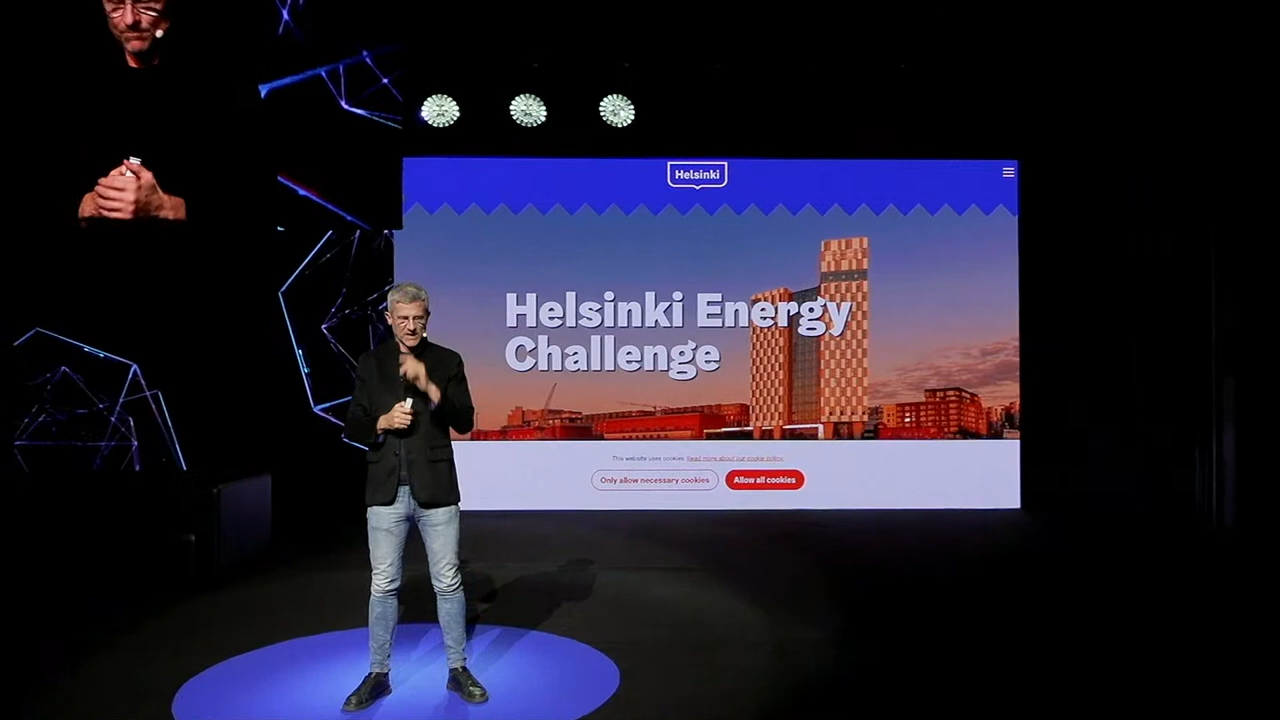 Helsinki
Helsinki Energy
Challenge
This website uses cookies. Read more about our cookie policy.
Only allow necessary cookies
Allow all cookies